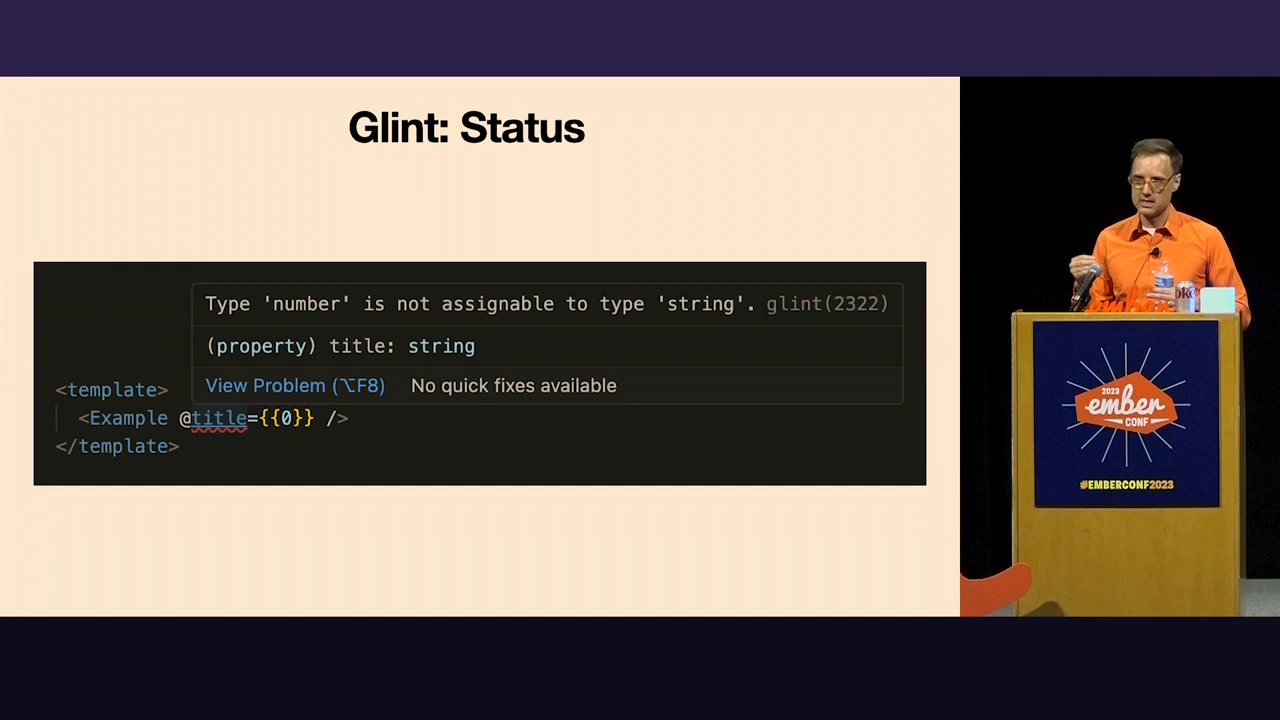 Glint: Status
Type 'number' is not assignable to type 'string'. glint(2322)
(property) title: string
View Problem (⌥F8) No quick fixes available
<template>
<Example @title={{0}} />
</template>
2023
ember
CONF
#EMBERCONF2023